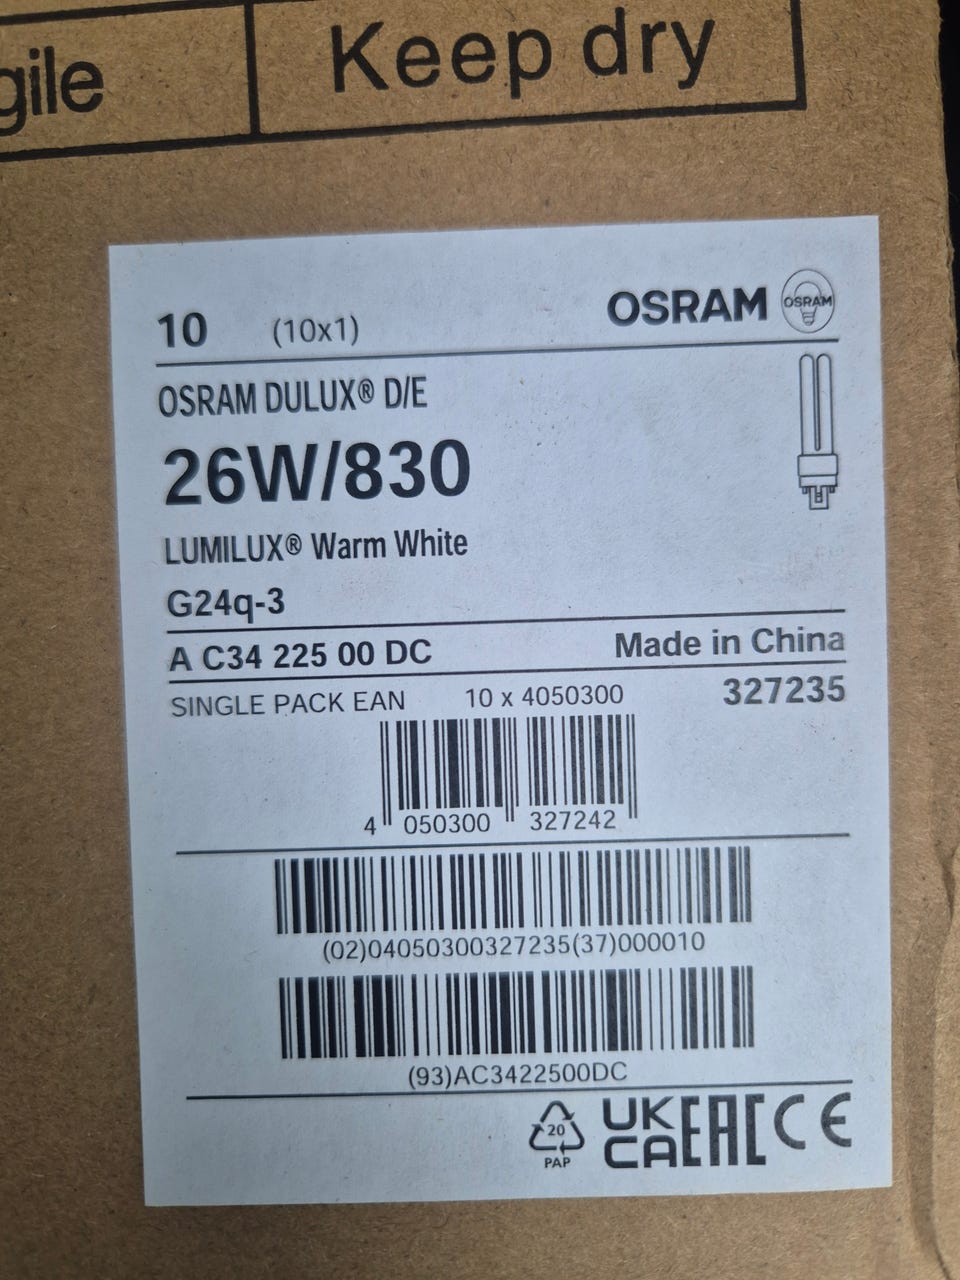 gile
Keep dry
10 (10x1) OSRAM OSRAM
OSRAM DULUX® D/E
26W/830
LUMILUX® Warm White
G24q-3
A C34 225 00 DC Made in China
SINGLE PACK EAN 10 x 4050300 327235
4 050300 327242
(02)04050300327235(37)000010
(93)AC3422500DC
20
PAP
UK
CA
EAC CE